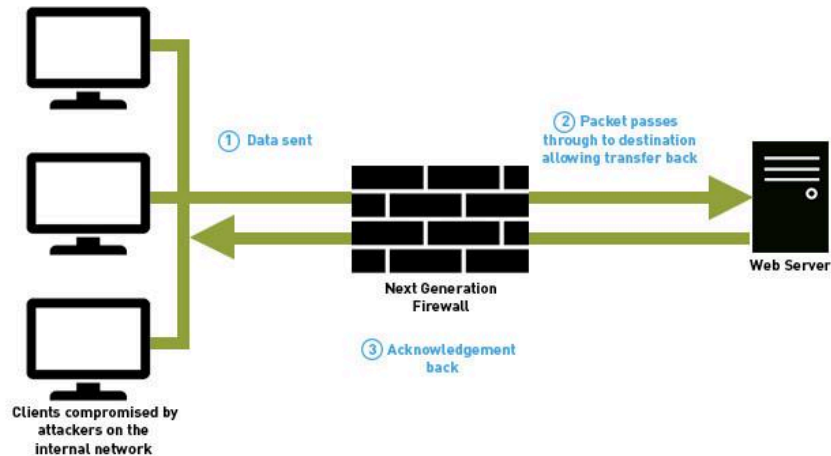 1 Data sent
2 Packet passes
through to destination
allowing transfer back
Web Server
Next Generation
Firewall
3 Acknowledgement
back
Clients compromised by
attackers on the
internal network